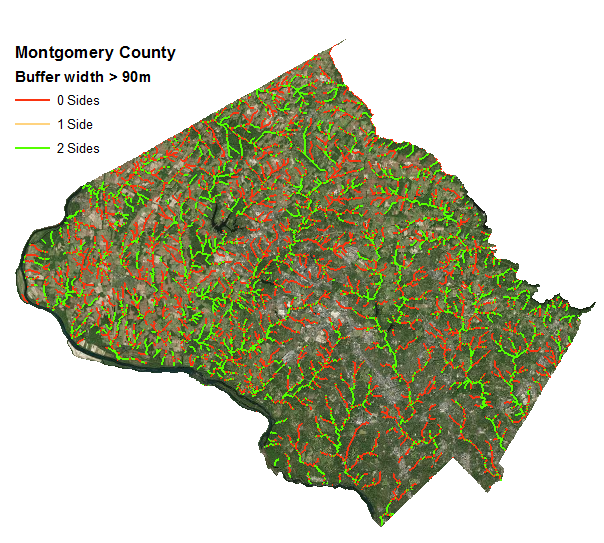 Montgomery County
Buffer width > 90m
0 Sides
1 Side
2 Sides